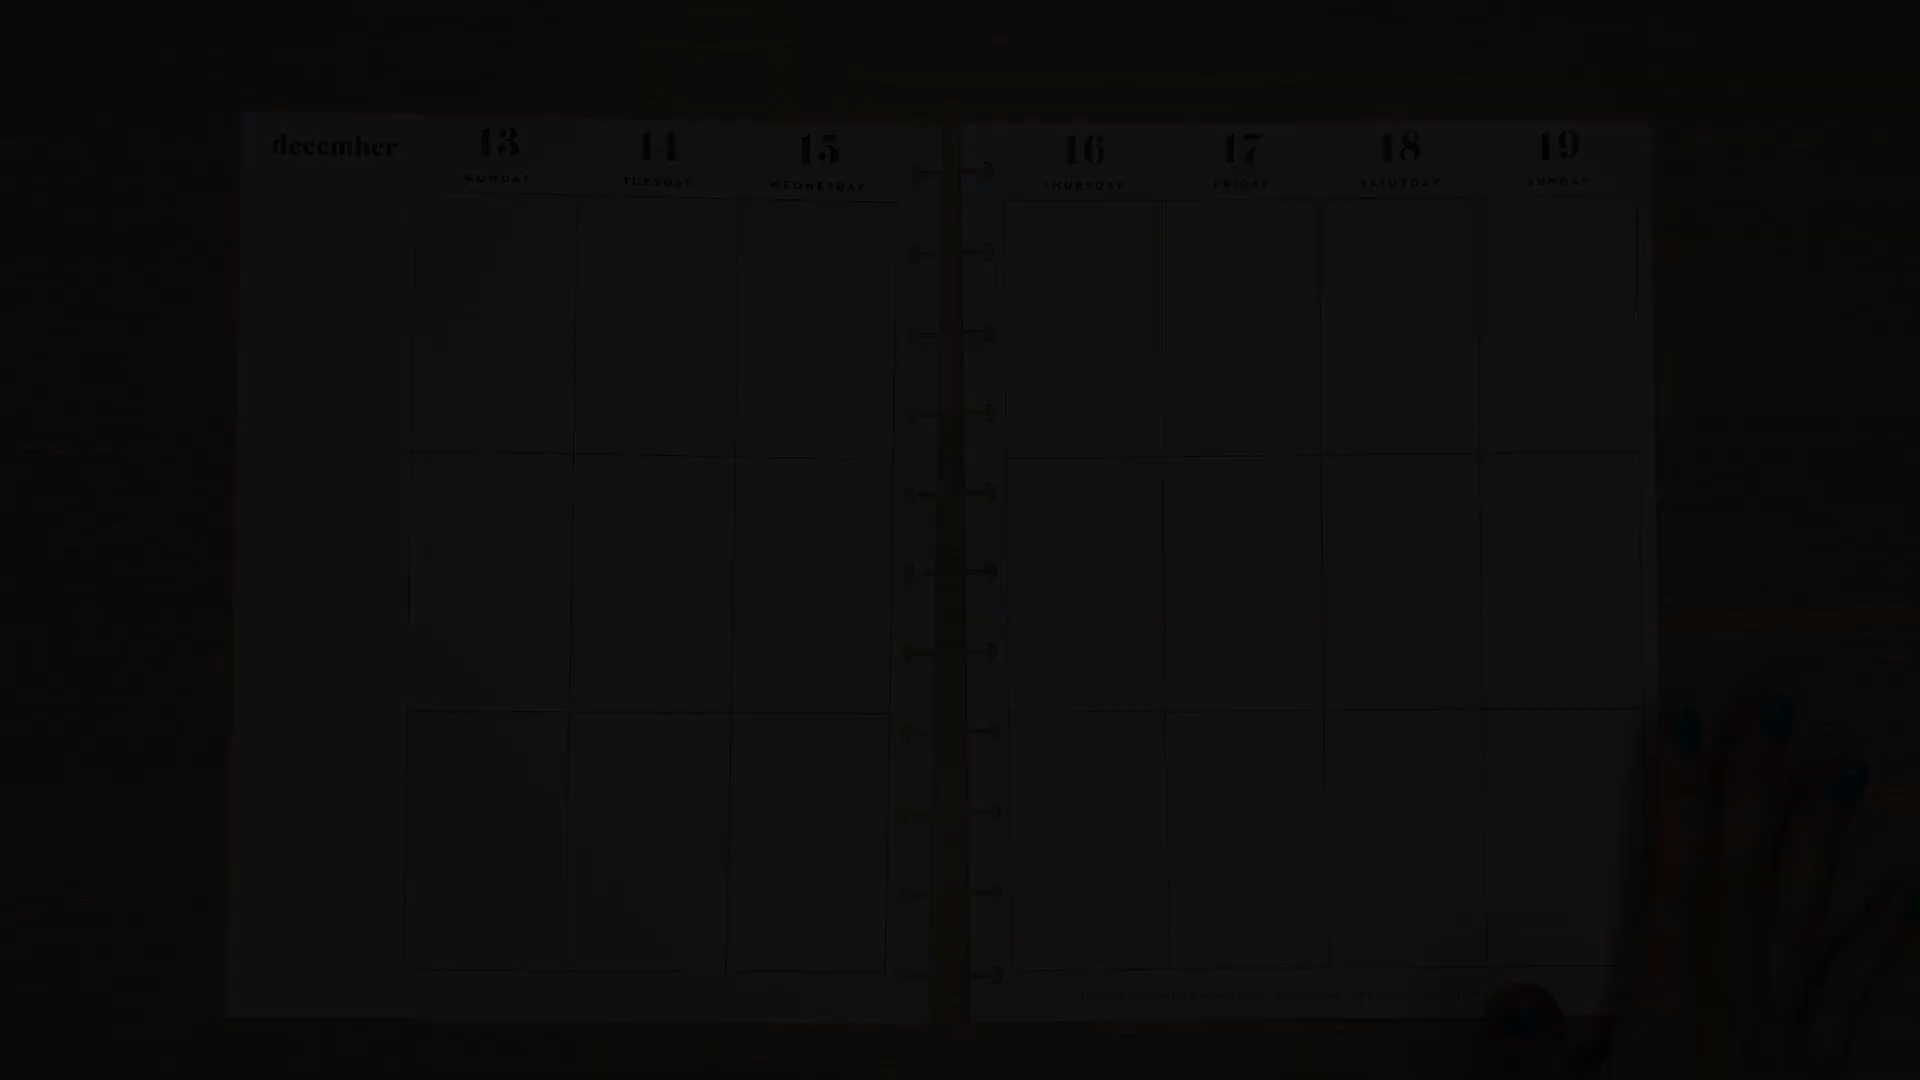 december
13 14 15 16 17 18 19
MONDAY TUESDAY WEDNESDAY THURSDAY FRIDAY SATURDAY SUNDAY